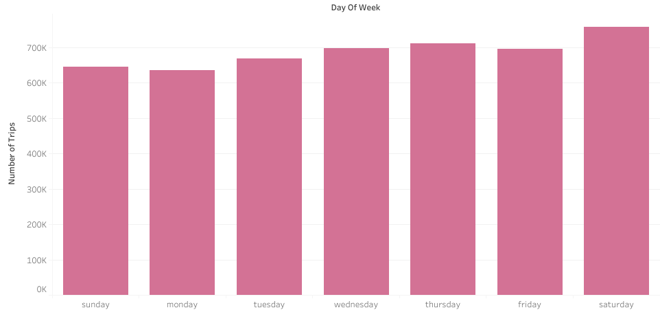 Day Of Week
Number of Trips
700K
600K
500K
400K
300K
200K
100K
0K
sunday
monday
tuesday
wednesday
thursday
friday
saturday